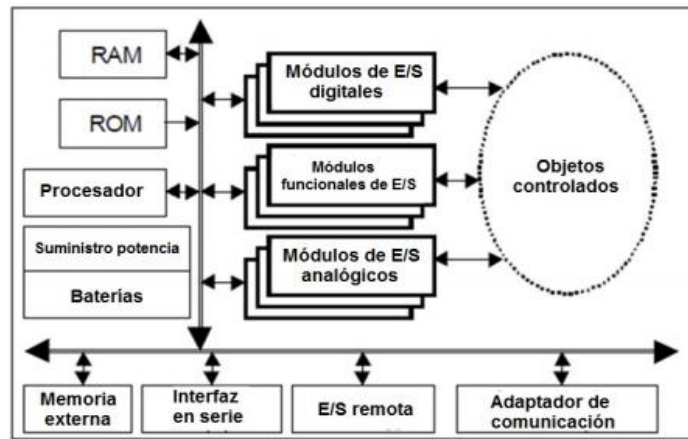 RAM
ROM
Procesador
Suministro potencia
Baterías
Módulos de E/S
digitales
Módulos
funcionales de E/S
Módulos de E/S
analógicos
Objetos
controlados
Memoria
externa
Interfaz
en serie
E/S remota
Adaptador de
comunicación